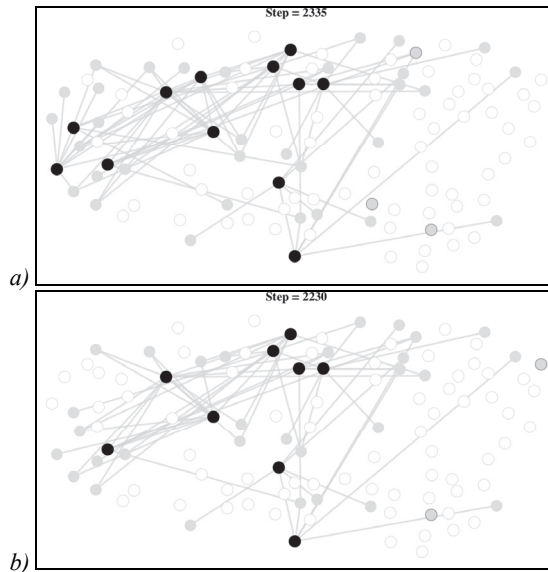 Step = 2335
a)
Step = 2230
b)